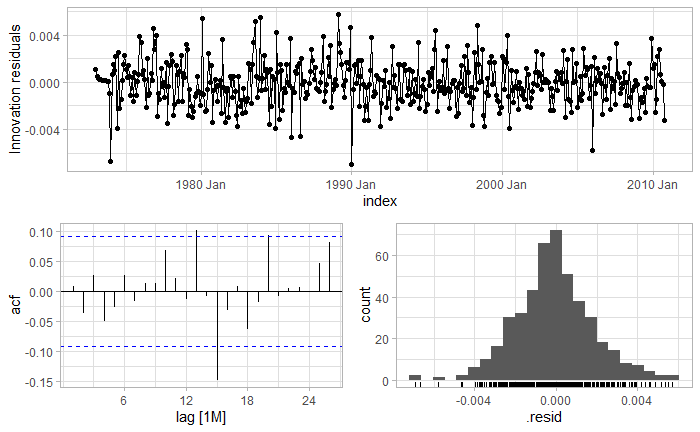 Innovation residuals
0.004
0.000
-0.004
1980 Jan
1990 Jan
2000 Jan
2010 Jan
index
acf
0.10
0.05
0.00
-0.05
-0.10
-0.15
6
12
18
24
lag [1M]
count
60
40
20
0
-0.004
0.000
0.004
.resid